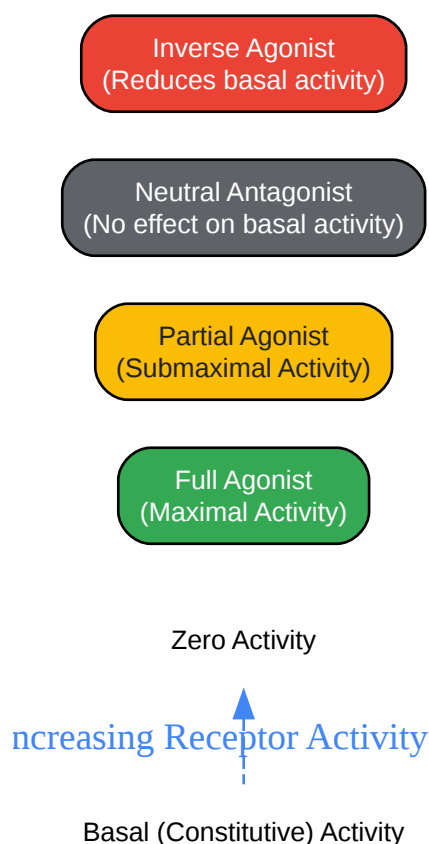 Inverse Agonist
(Reduces basal activity)
Neutral Antagonist
(No effect on basal activity)
Partial Agonist
(Submaximal Activity)
Full Agonist
(Maximal Activity)
Zero Activity
ncreasing Receptor Activity
Basal (Constitutive) Activity